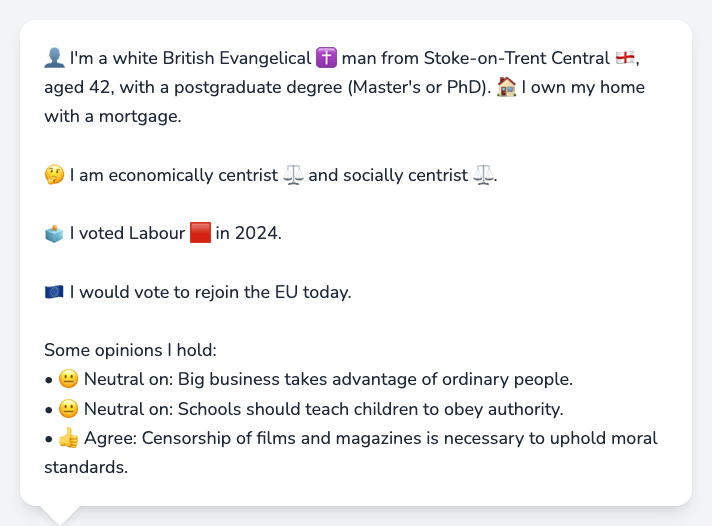 👤 I'm a white British Evangelical ✝️ man from Stoke-on-Trent Central 🏴󠁧󠁢󠁥󠁮󠁧󠁿,
aged 42, with a postgraduate degree (Master's or PhD). 🏠 I own my home
with a mortgage.
🤔 I am economically centrist ⚖️ and socially centrist ⚖️.
🗳️ I voted Labour 🟥 in 2024.
🇪🇺 I would vote to rejoin the EU today.
Some opinions I hold:
• 😐 Neutral on: Big business takes advantage of ordinary people.
• 😐 Neutral on: Schools should teach children to obey authority.
• 👍 Agree: Censorship of films and magazines is necessary to uphold moral
standards.